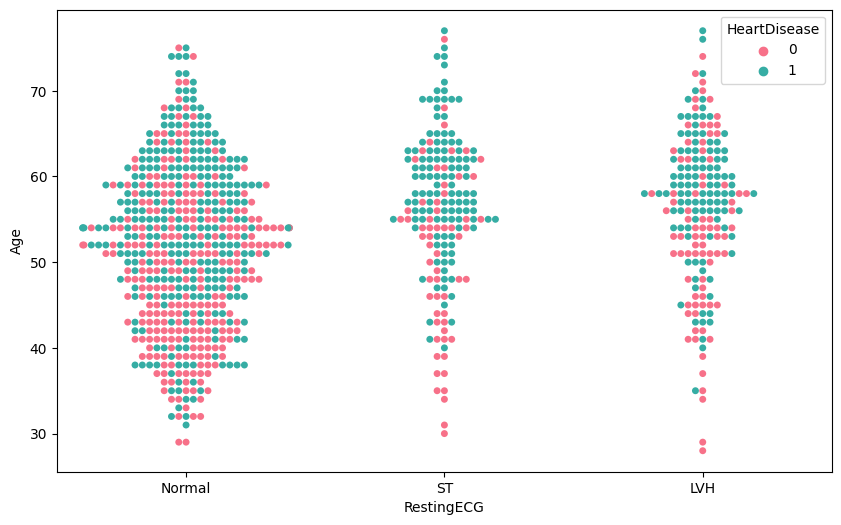 HeartDisease
0
1
70
60
50
40
30
Age
Normal
ST
LVH
RestingECG